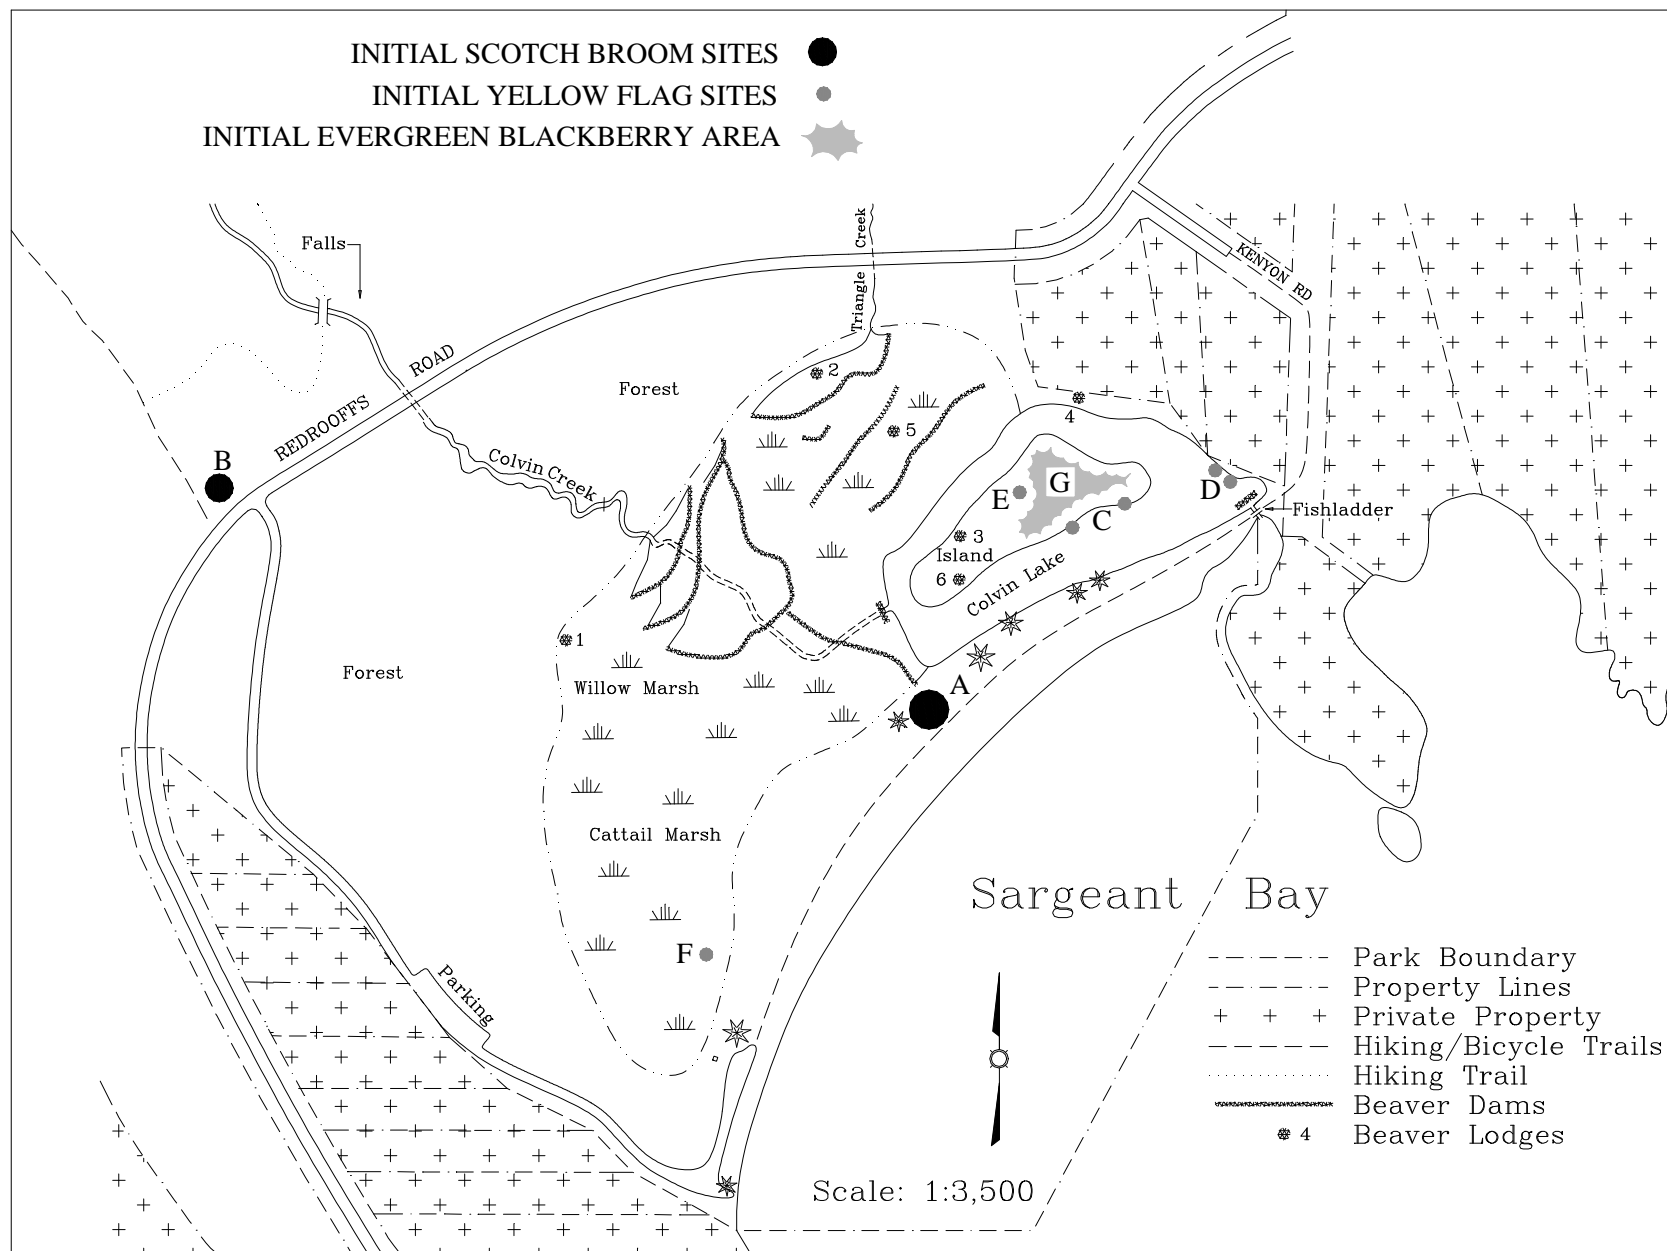 INITIAL SCOTCH BROOM SITES
INITIAL YELLOW FLAG SITES
INITIAL EVERGREEN BLACKBERRY AREA
Falls
Triangle Creek
KENYON RD
ROAD
REDROOFFS
Forest
2
4
5
B
Colvin Creek
G
E
D
C
Fishladder
3
Island
6
Colvin Lake
1
Forest
Willow Marsh
A
Cattail Marsh
Sargeant Bay
F
Parking
Park Boundary
Property Lines
Private Property
Hiking/Bicycle Trails
Hiking Trail
Beaver Dams
4 Beaver Lodges
Scale: 1:3,500